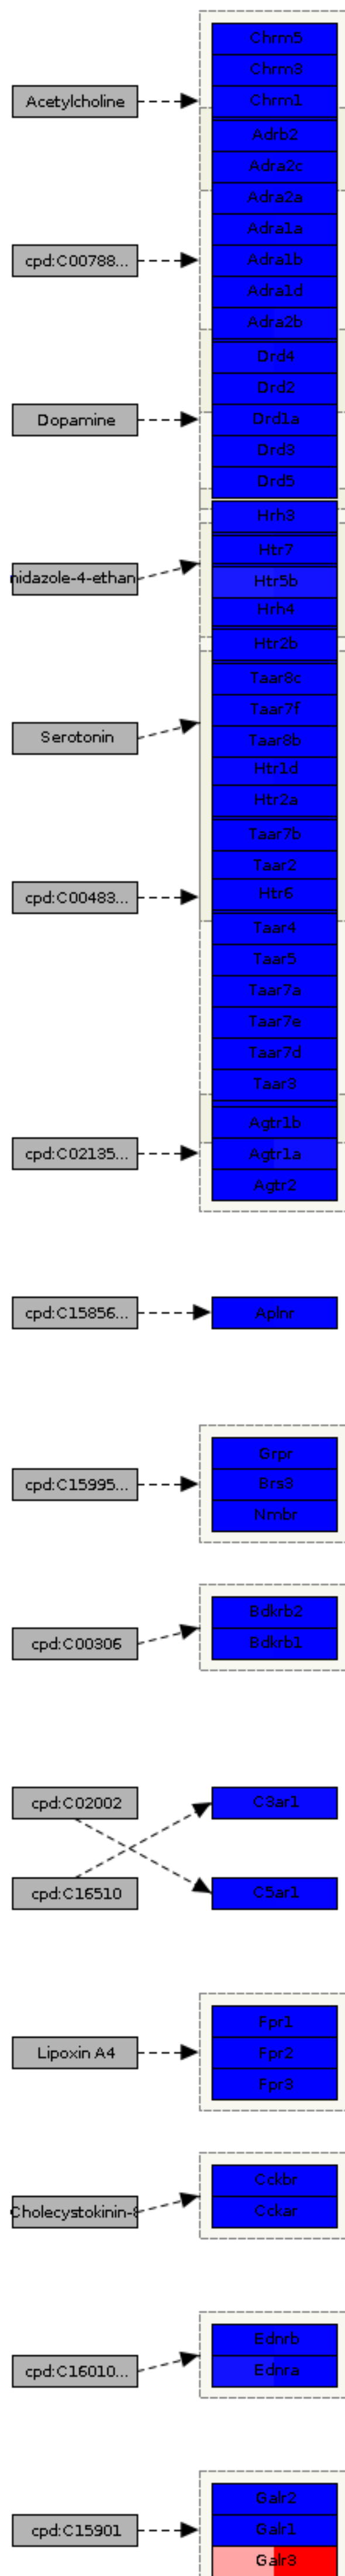 Chrm5
Chrm3
Acetylcholine
Chrm1
Adrb2
Adra2c
Adra2a
Adra1a
cpd:C00788...
Adra1b
Adra1d
Adra2b
Drd4
Drd2
Dopamine
Drd1a
Drd3
Drd5
Hrh3
Htr7
nidazole-4-ethan
Htr5b
Hrh4
Htr2b
Taar8c
Taar7f
Serotonin
Taar8b
Htr1d
Htr2a
Taar7b
Taar2
cpd:C00483...
Htr6
Taar4
Taar5
Taar7a
Taar7e
Taar7d
Taar3
Agtr1b
cpd:C02135...
Agtr1a
Agtr2
cpd:C15856...
Aplnr
Grpr
cpd:C15995...
Brs3
Nmbr
Bdkrb2
cpd:C00306
Bdkrb1
cpd:C02002
C3ar1
cpd:C16510
C5ar1
Fpr1
Lipoxin A4
Fpr2
Fpr3
Cckbr
Cholecystokinin-8
Cckar
Ednrb
cpd:C16010...
Ednra
Galr2
cpd:C15901
Galr1
Galr3